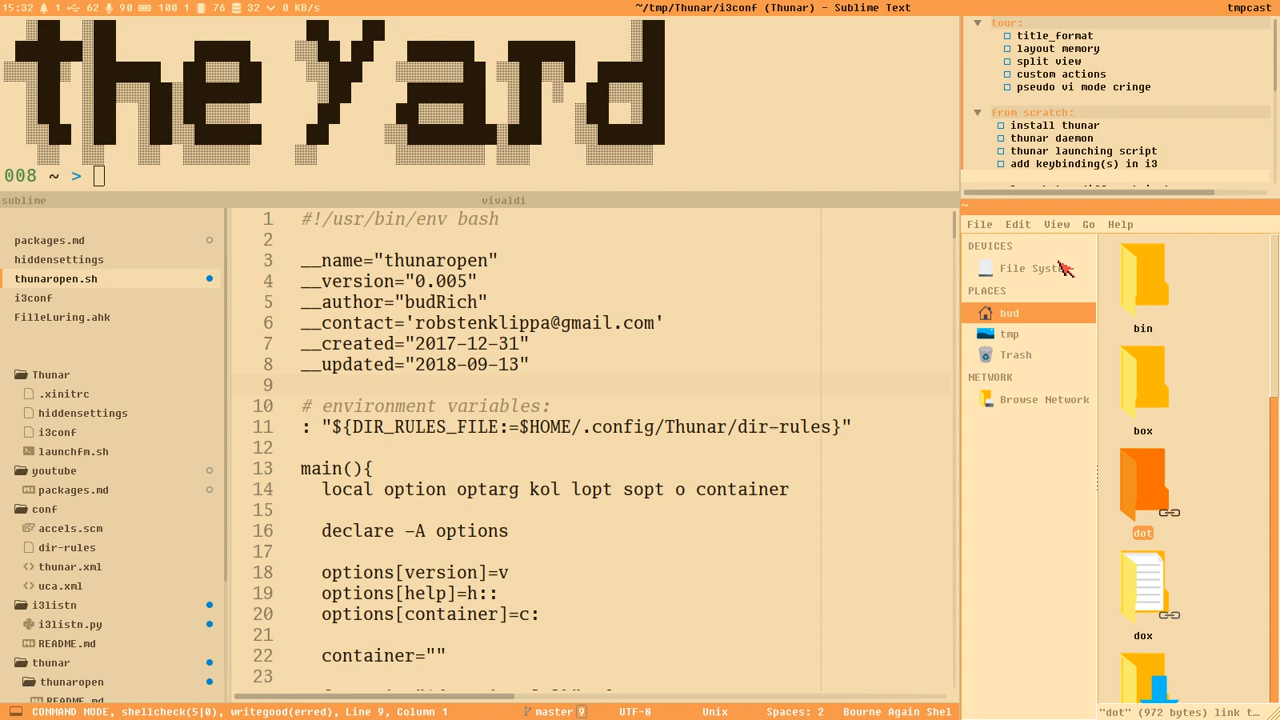 15:32 1 62 90 100 1 76 32 0 KB/s
~/tmp/Thunar/i3conf (Thunar) - Sublime Text
tmpcast
the yard
008 ~ >
tour:
title_format
layout memory
split view
custom actions
pseudo vi mode cringe
from scratch:
install thunar
thunar daemon
thunar launching script
add keybinding(s) in i3
sublime
vivaldi
packages.md
hiddensettings
thunaropen.sh
i3conf
FilleLuring.ahk
Thunar
.xinitrc
hiddensettings
i3conf
launchfm.sh
youtube
packages.md
conf
accels.scm
dir-rules
thunar.xml
uca.xml
i3listn
i3listn.py
README.md
thunar
thunaropen
README.md
1 #!/usr/bin/env bash
2
3 __name="thunaropen"
4 __version="0.005"
5 __author="budRich"
6 __contact='robstenklippa@gmail.com'
7 __created="2017-12-31"
8 __updated="2018-09-13"
9
10 # environment variables:
11 : "${DIR_RULES_FILE:=$HOME/.config/Thunar/dir-rules}"
12
13 main(){
14 local option optarg kol lopt sopt o container
15
16 declare -A options
17
18 options[version]=v
19 options[help]=h::
20 options[container]=c:
21
22 container=""
23
~
File Edit View Go Help
DEVICES
File Syst
PLACES
bud
tmp
Trash
NETWORK
Browse Network
bin
box
dot
dox
COMMAND MODE, shellcheck(5|0), writegood(erred), Line 9, Column 1
master 9
UTF-8
Unix
Spaces: 2
Bourne Again Shel
"dot" (972 bytes) link t…